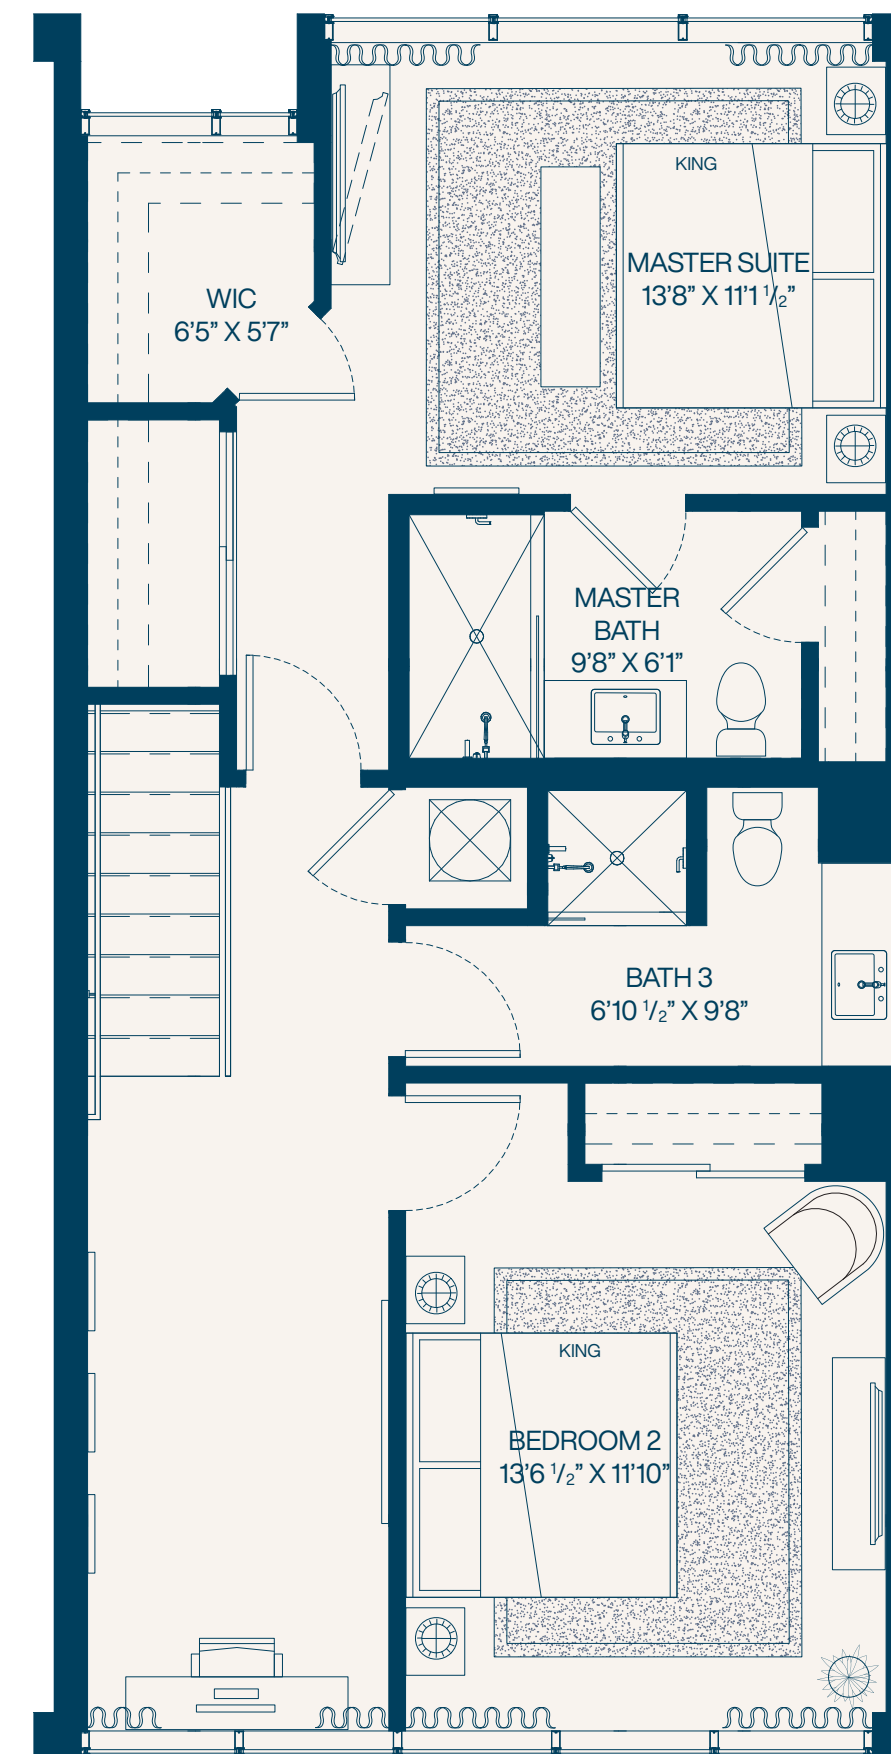 KING
MASTER SUITE
13’8” X 11’1 1/2”
WIC
6’5” X 5’7”
MASTER
BATH
9’8” X 6’1”
BATH 3
6’10 1/2” X 9’8”
KING
BEDROOM 2
13’6 1/2” X 11’10”